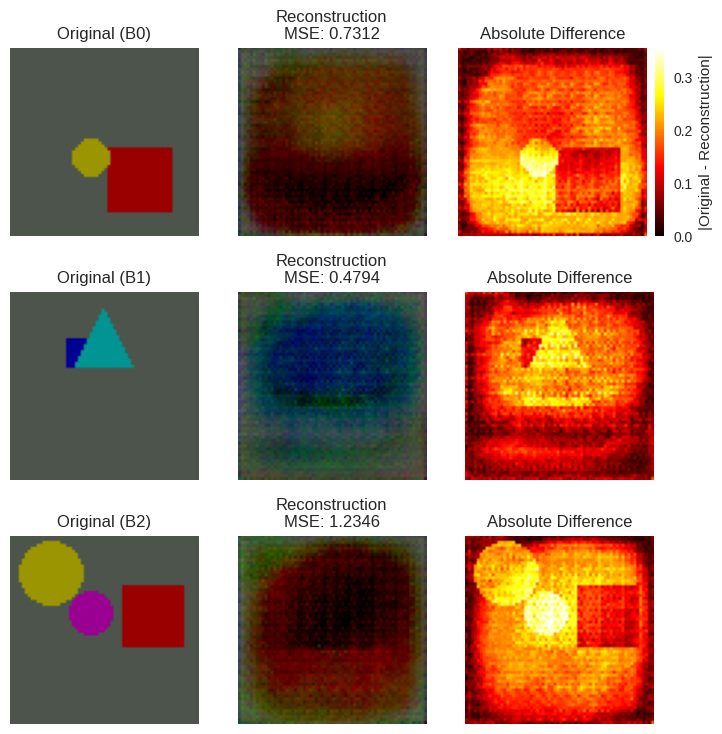 Original (B0)
Reconstruction
MSE: 0.7312
Absolute Difference
0.3
0.2
0.1
0.0
|Original - Reconstruction|
Original (B1)
Reconstruction
MSE: 0.4794
Absolute Difference
Original (B2)
Reconstruction
MSE: 1.2346
Absolute Difference